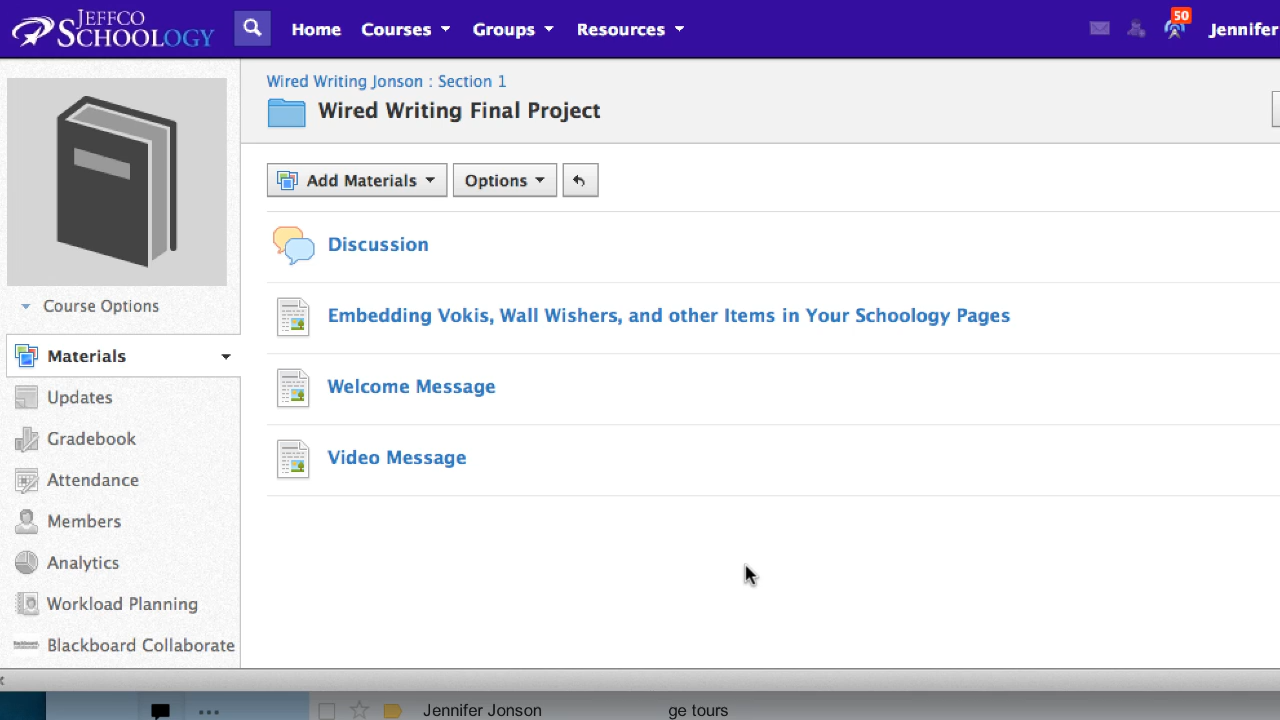 JEFFCO
SCHOOLOGY
Home
Courses
Groups
Resources
50
Jennifer
Wired Writing Jonson : Section 1
Wired Writing Final Project
Add Materials
Options
Discussion
Embedding Vokis, Wall Wishers, and other Items in Your Schoology Pages
Welcome Message
Video Message
Course Options
Materials
Updates
Gradebook
Attendance
Members
Analytics
Workload Planning
Blackboard Collaborate
Jennifer Jonson
ge tours